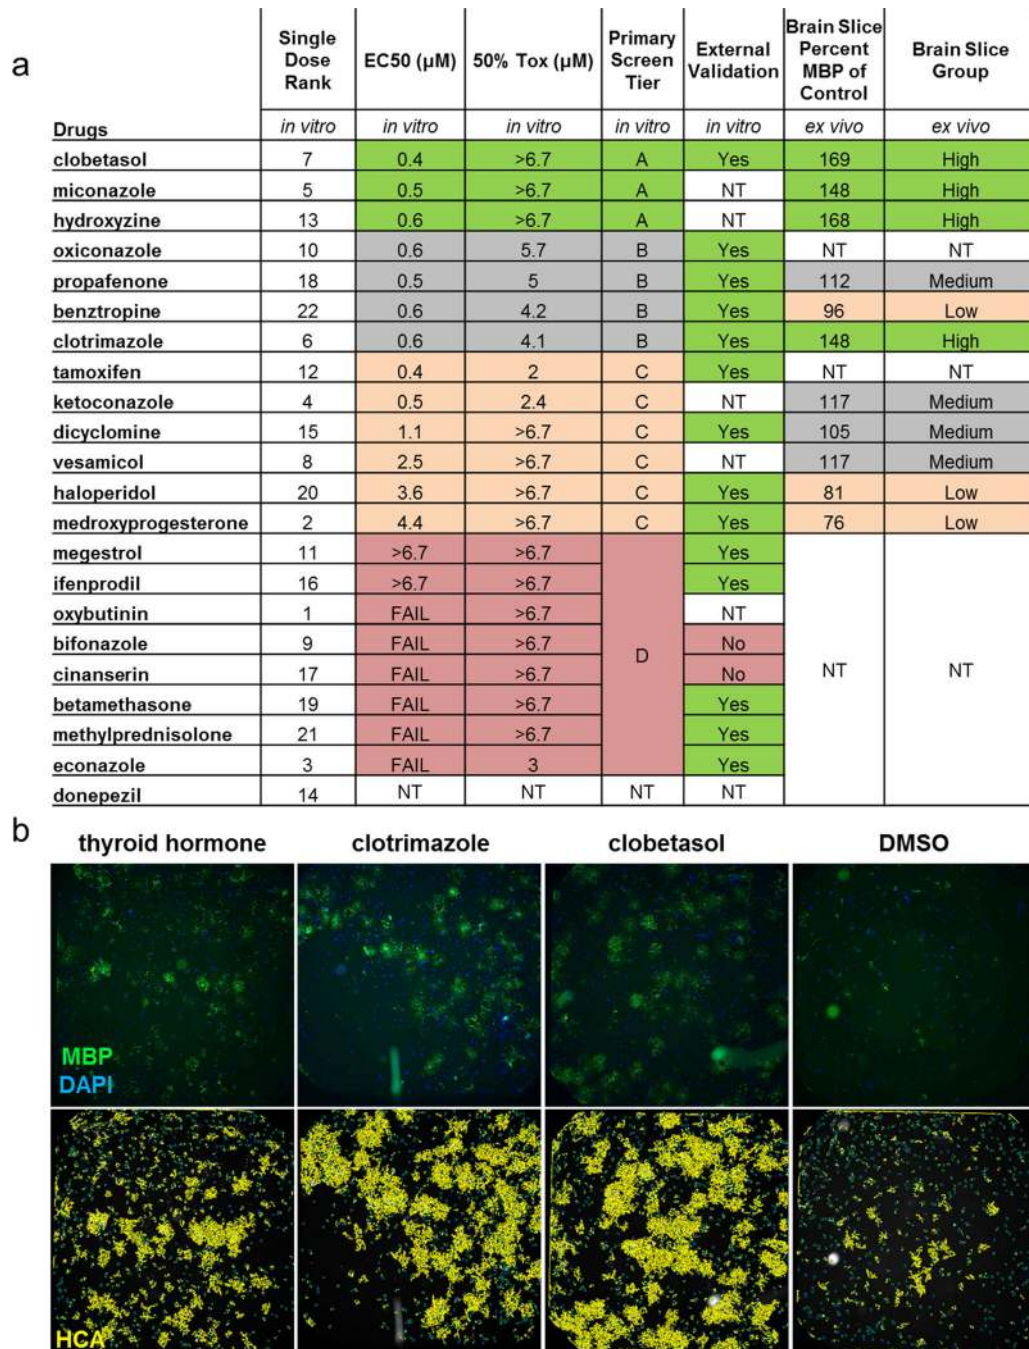 a
Drugs Single Dose Rank EC50 (µM) 50% Tox (µM) Primary Screen Tier External Validation Brain Slice Percent MBP of Control Brain Slice Group
in vitro in vitro in vitro in vitro in vitro ex vivo ex vivo
clobetasol 7 0.4 >6.7 A Yes 169 High
miconazole 5 0.5 >6.7 A NT 148 High
hydroxyzine 13 0.6 >6.7 A NT 168 High
oxiconazole 10 0.6 5.7 B Yes NT NT
propafenone 18 0.5 5 B Yes 112 Medium
benztropine 22 0.6 4.2 B Yes 96 Low
clotrimazole 6 0.6 4.1 B Yes 148 High
tamoxifen 12 0.4 2 C Yes NT NT
ketoconazole 4 0.5 2.4 C NT 117 Medium
dicyclomine 15 1.1 >6.7 C Yes 105 Medium
vesamicol 8 2.5 >6.7 C NT 117 Medium
haloperidol 20 3.6 >6.7 C Yes 81 Low
medroxyprogesterone 2 4.4 >6.7 C Yes 76 Low
megestrol 11 >6.7 >6.7 Yes
ifenprodil 16 >6.7 >6.7 Yes
oxybutinin 1 FAIL >6.7 NT
bifonazole 9 FAIL >6.7 D No NT NT
cinanserin 17 FAIL >6.7 No
betamethasone 19 FAIL >6.7 Yes
methylprednisolone 21 FAIL >6.7 Yes
econazole 3 FAIL 3 Yes
donepezil 14 NT NT NT NT
b
thyroid hormone clotrimazole clobetasol DMSO
MBP
DAPI
HCA